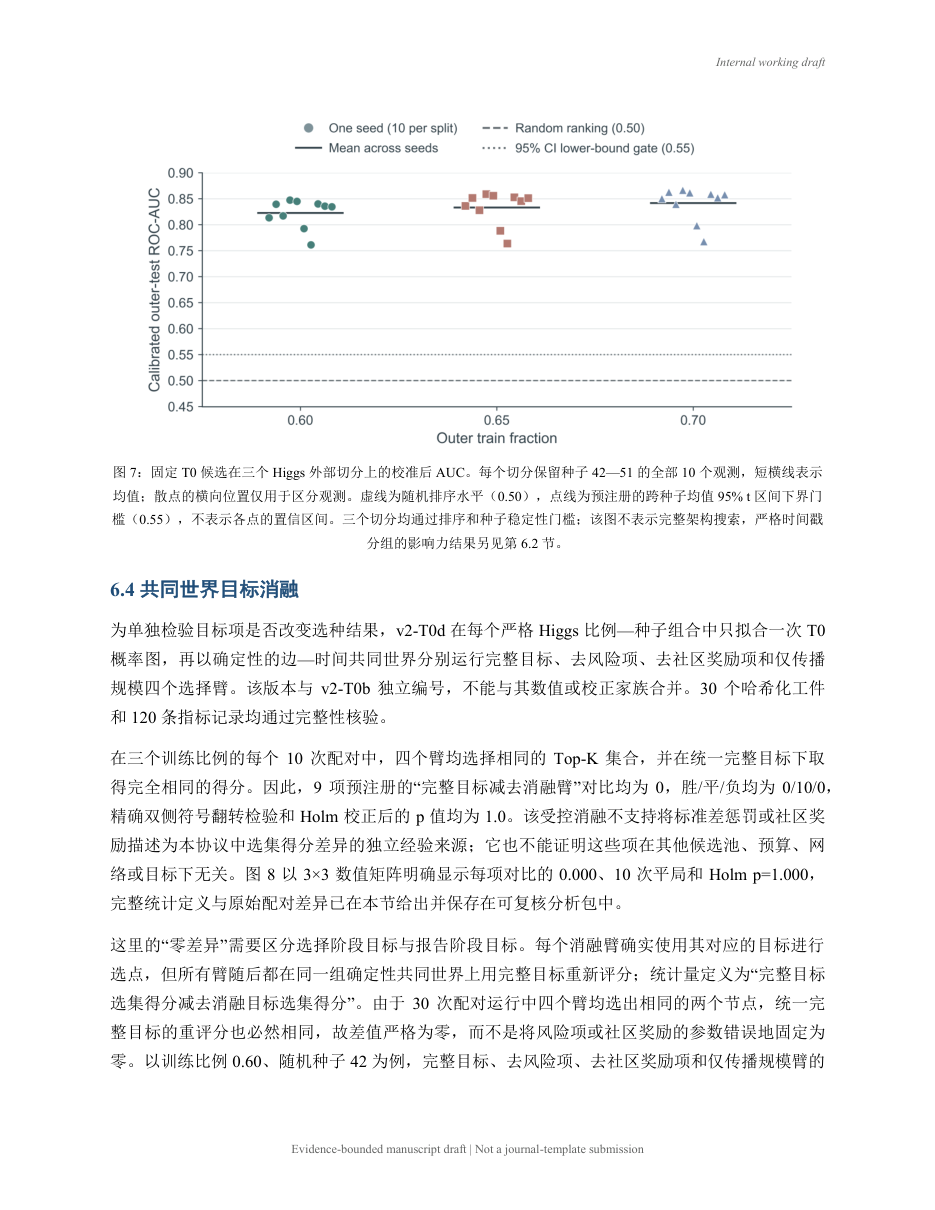 Internal working draft
One seed (10 per split)
Random ranking (0.50)
Mean across seeds
95% CI lower-bound gate (0.55)
0.90
0.85
0.80
0.75
0.70
0.65
0.60
0.55
0.50
0.45
Calibrated outer-test ROC-AUC
0.60
0.65
0.70
Outer train fraction
图 7：固定 T0 候选在三个 Higgs 外部切分上的校准后 AUC。每个切分保留种子 42—51 的全部 10 个观测，短横线表示
均值；散点的横向位置仅用于区分观测。虚线为随机排序水平（0.50），点线为预注册的跨种子均值 95% t 区间下界门
槛（0.55），不表示各点的置信区间。三个切分均通过排序和种子稳定性门槛；该图不表示完整架构搜索，严格时间戳
分组的影响力结果另见第 6.2 节。
6.4 共同世界目标消融
为单独检验目标项是否改变选种结果，v2-T0d 在每个严格 Higgs 比例—种子组合中只拟合一次 T0
概率图，再以确定性的边—时间共同世界分别运行完整目标、去风险项、去社区奖励项和仅传播
规模四个选择臂。该版本与 v2-T0b 独立编号，不能与其数值或校正家族合并。30 个哈希化工件
和 120 条指标记录均通过完整性核验。
在三个训练比例的每个 10 次配对中，四个臂均选择相同的 Top-K 集合，并在统一完整目标下取
得完全相同的得分。因此，9 项预注册的“完整目标减去消融臂”对比均为 0，胜/平/负均为 0/10/0，
精确双侧符号翻转检验和 Holm 校正后的 p 值均为 1.0。该受控消融不支持将标准差惩罚或社区奖
励描述为本协议中选集得分差异的独立经验来源；它也不能证明这些项在其他候选池、预算、网
络或目标下无关。图 8 以 3×3 数值矩阵明确显示每项对比的 0.000、10 次平局和 Holm p=1.000，
完整统计定义与原始配对差异已在本节给出并保存在可复核分析包中。
这里的“零差异”需要区分选择阶段目标与报告阶段目标。每个消融臂确实使用其对应的目标进行
选点，但所有臂随后都在同一组确定性共同世界上用完整目标重新评分；统计量定义为“完整目标
选集得分减去消融目标选集得分”。由于 30 次配对运行中四个臂均选出相同的两个节点，统一完
整目标的重评分也必然相同，故差值严格为零，而不是将风险项或社区奖励的参数错误地固定为
零。以训练比例 0.60、随机种子 42 为例，完整目标、去风险项、去社区奖励项和仅传播规模臂的
Evidence-bounded manuscript draft | Not a journal-template submission